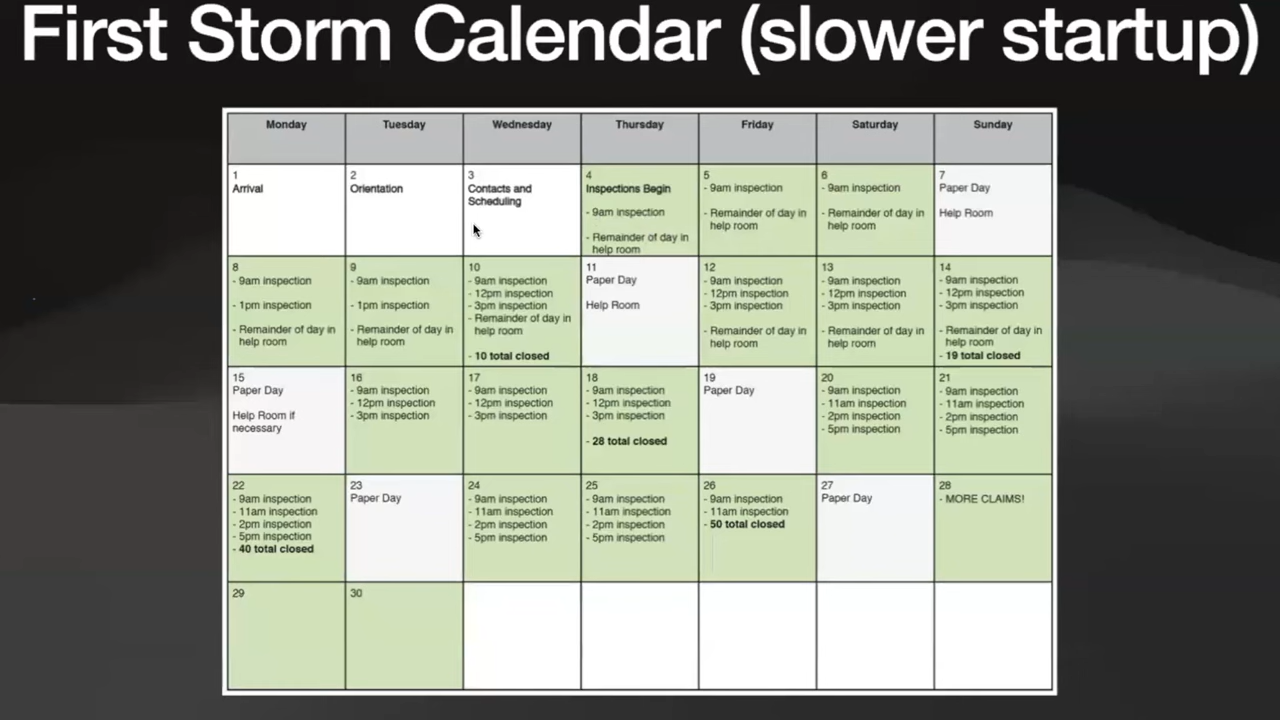 First Storm Calendar (slower startup)
Monday Tuesday Wednesday Thursday Friday Saturday Sunday
1
Arrival
2
Orientation
3
Contacts and
Scheduling
4
Inspections Begin
- 9am inspection
- Remainder of day in
help room
5
- 9am inspection
- Remainder of day in
help room
6
- 9am inspection
- Remainder of day in
help room
7
Paper Day
Help Room
8
- 9am inspection
- 1pm inspection
- Remainder of day in
help room
9
- 9am inspection
- 1pm inspection
- Remainder of day in
help room
10
- 9am inspection
- 12pm inspection
- 3pm inspection
- Remainder of day in
help room
- 10 total closed
11
Paper Day
Help Room
12
- 9am inspection
- 12pm inspection
- 3pm inspection
- Remainder of day in
help room
13
- 9am inspection
- 12pm inspection
- 3pm inspection
- Remainder of day in
help room
14
- 9am inspection
- 12pm inspection
- 3pm inspection
- Remainder of day in
help room
- 19 total closed
15
Paper Day
Help Room if
necessary
16
- 9am inspection
- 12pm inspection
- 3pm inspection
17
- 9am inspection
- 12pm inspection
- 3pm inspection
18
- 9am inspection
- 12pm inspection
- 3pm inspection
- 28 total closed
19
Paper Day
20
- 9am inspection
- 11am inspection
- 2pm inspection
- 5pm inspection
21
- 9am inspection
- 11am inspection
- 2pm inspection
- 5pm inspection
22
- 9am inspection
- 11am inspection
- 2pm inspection
- 5pm inspection
- 40 total closed
23
Paper Day
24
- 9am inspection
- 11am inspection
- 2pm inspection
- 5pm inspection
25
- 9am inspection
- 11am inspection
- 2pm inspection
- 5pm inspection
26
- 9am inspection
- 11am inspection
- 50 total closed
27
Paper Day
28
- MORE CLAIMS!
29
30